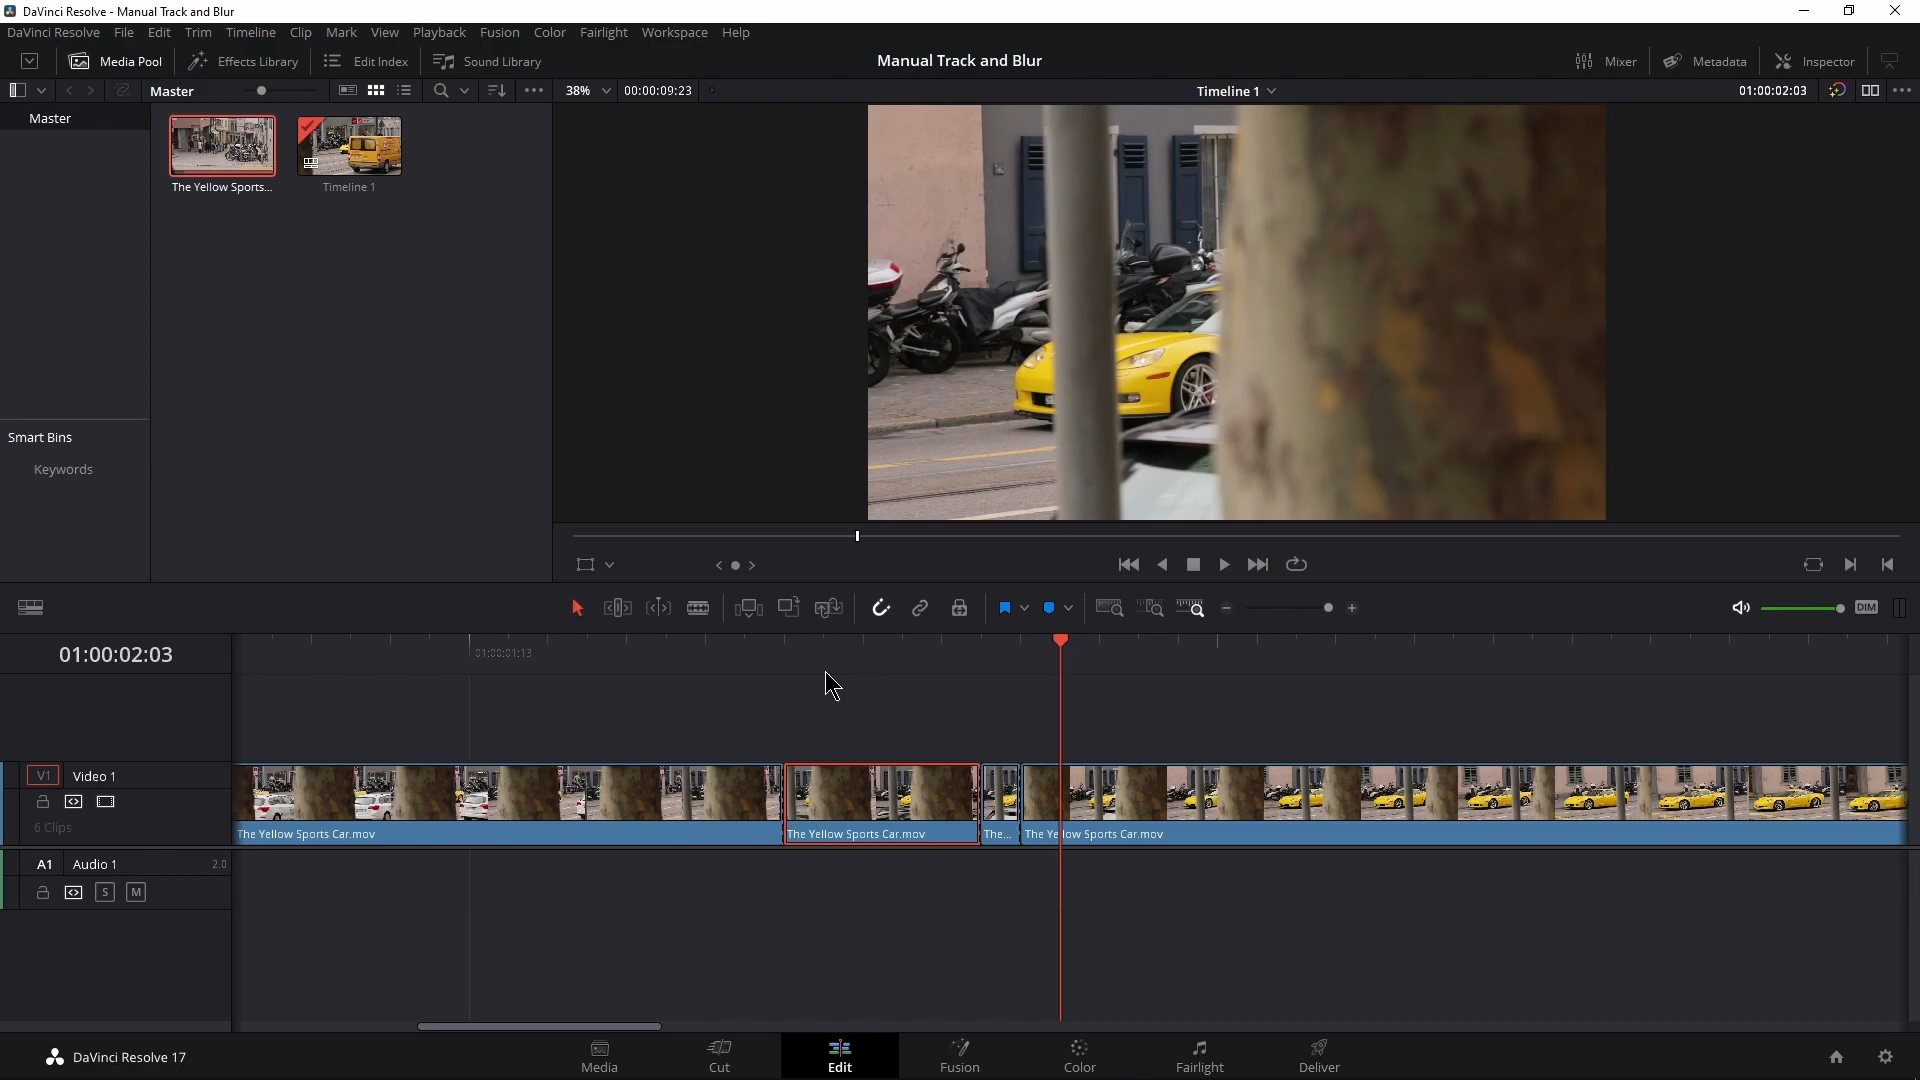 DaVinci Resolve - Manual Track and Blur
DaVinci Resolve File Edit Trim Timeline Clip Mark View Playback Fusion Color Fairlight Workspace Help
Media Pool Effects Library Edit Index Sound Library Manual Track and Blur Mixer Metadata Inspector
Master 38% 00:00:09:23 Timeline 1 01:00:02:03
Master
The Yellow Sports... Timeline 1
Smart Bins
Keywords
DIM
01:00:02:03 01:00:01:13
V1 Video 1
6 Clips
The Yellow Sports Car.mov The Yellow Sports Car.mov The... The Yellow Sports Car.mov
A1 Audio 1 2.0
S M
DaVinci Resolve 17 Media Cut Edit Fusion Color Fairlight Deliver